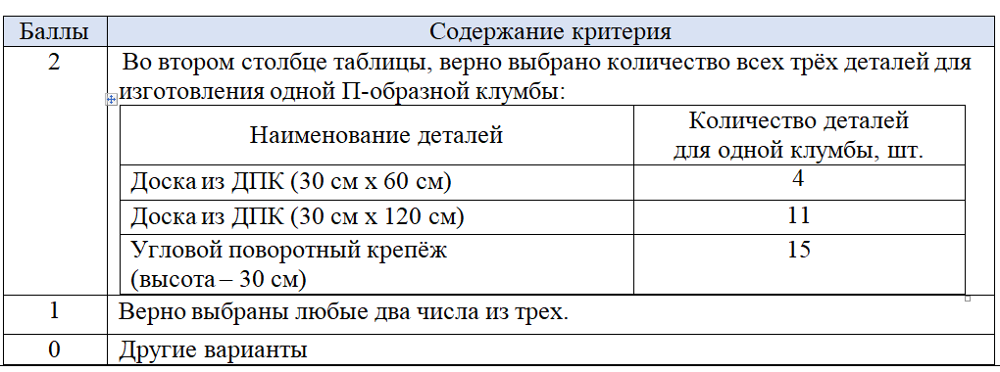 Баллы Содержание критерия
2 Во втором столбце таблицы, верно выбрано количество всех трёх деталей для
изготовления одной П-образной клумбы:
Наименование деталей Количество деталей
для одной клумбы, шт.
Доска из ДПК (30 см х 60 см) 4
Доска из ДПК (30 см х 120 см) 11
Угловой поворотный крепёж 15
(высота – 30 см)
1 Верно выбраны любые два числа из трех.
0 Другие варианты